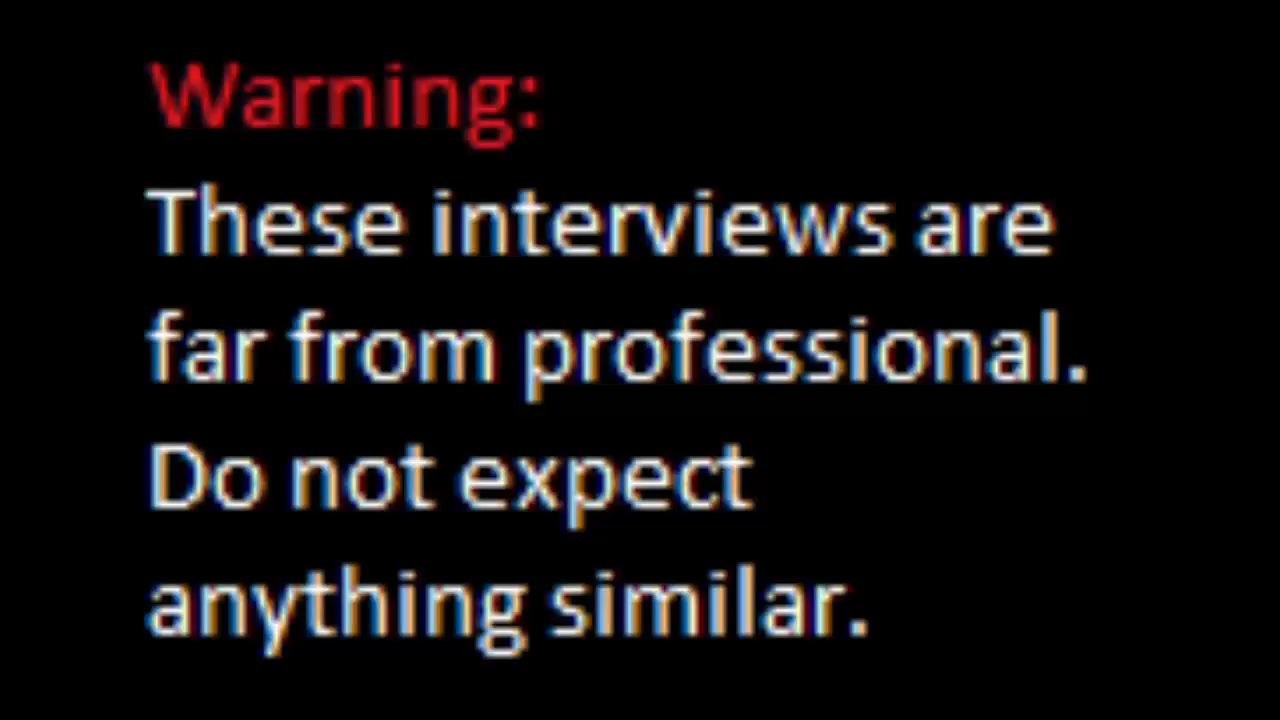 Warning:
These interviews are
far from professional.
Do not expect
anything similar.